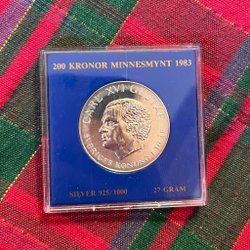 200 KRONOR MINNESMYNT 1983
CARL XVI GUSTAF
SVERIGES KONUNG
SILVER 925/1000 27 GRAM